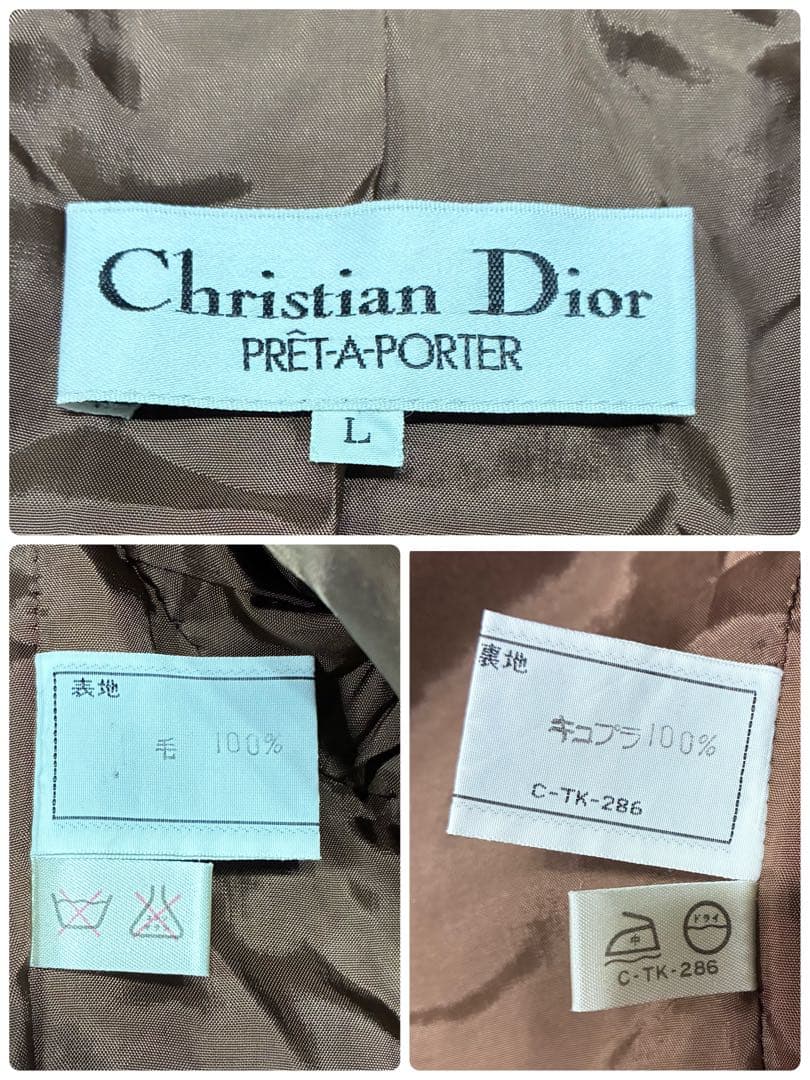 Christian Dior
PRÊT-A-PORTER
L
表地
毛 100%
裏地
キュプラ100%
C-TK-286
中
ドライ
C-TK-286